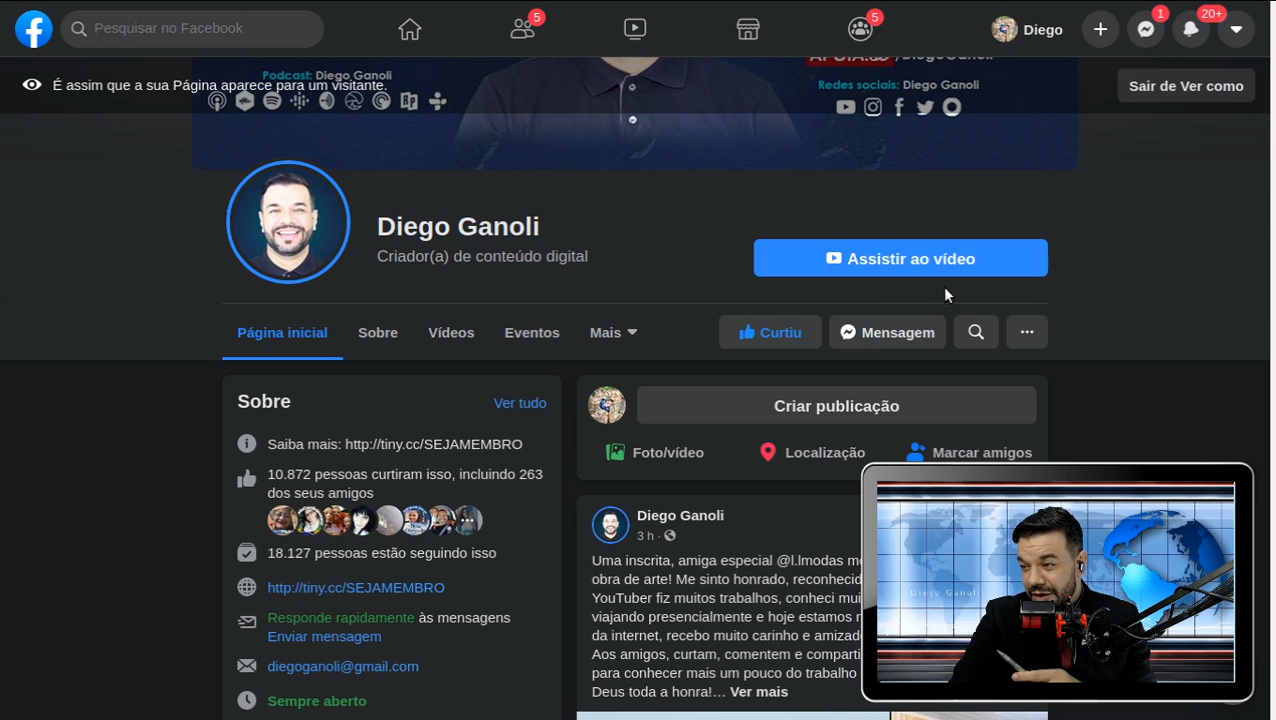 Pesquisar no Facebook
5
5
Diego
1
20+
Podcast: Diego Ganoli
Redes sociais: Diego Ganoli
É assim que a sua Página aparece para um visitante.
Sair de Ver como
Diego Ganoli
Criador(a) de conteúdo digital
Assistir ao vídeo
Página inicial
Sobre
Vídeos
Eventos
Mais
Curtiu
Mensagem
Sobre
Ver tudo
Saiba mais: http://tiny.cc/SEJAMEMBRO
10.872 pessoas curtiram isso, incluindo 263
dos seus amigos
18.127 pessoas estão seguindo isso
http://tiny.cc/SEJAMEMBRO
Responde rapidamente às mensagens
Enviar mensagem
diegoganoli@gmail.com
Sempre aberto
Criar publicação
Foto/vídeo
Localização
Marcar amigos
Diego Ganoli
3 h
Uma inscrita, amiga especial @l.lmodas
obra de arte! Me sinto honrado,
YouTuber fiz muitos trabalhos, conheci
viajando presencialmente e hoje estamos
da internet, recebo muito carinho e
Aos amigos, curtam, comentem e
para conhecer mais um pouco do trabalho
Deus toda a honra!… Ver mais